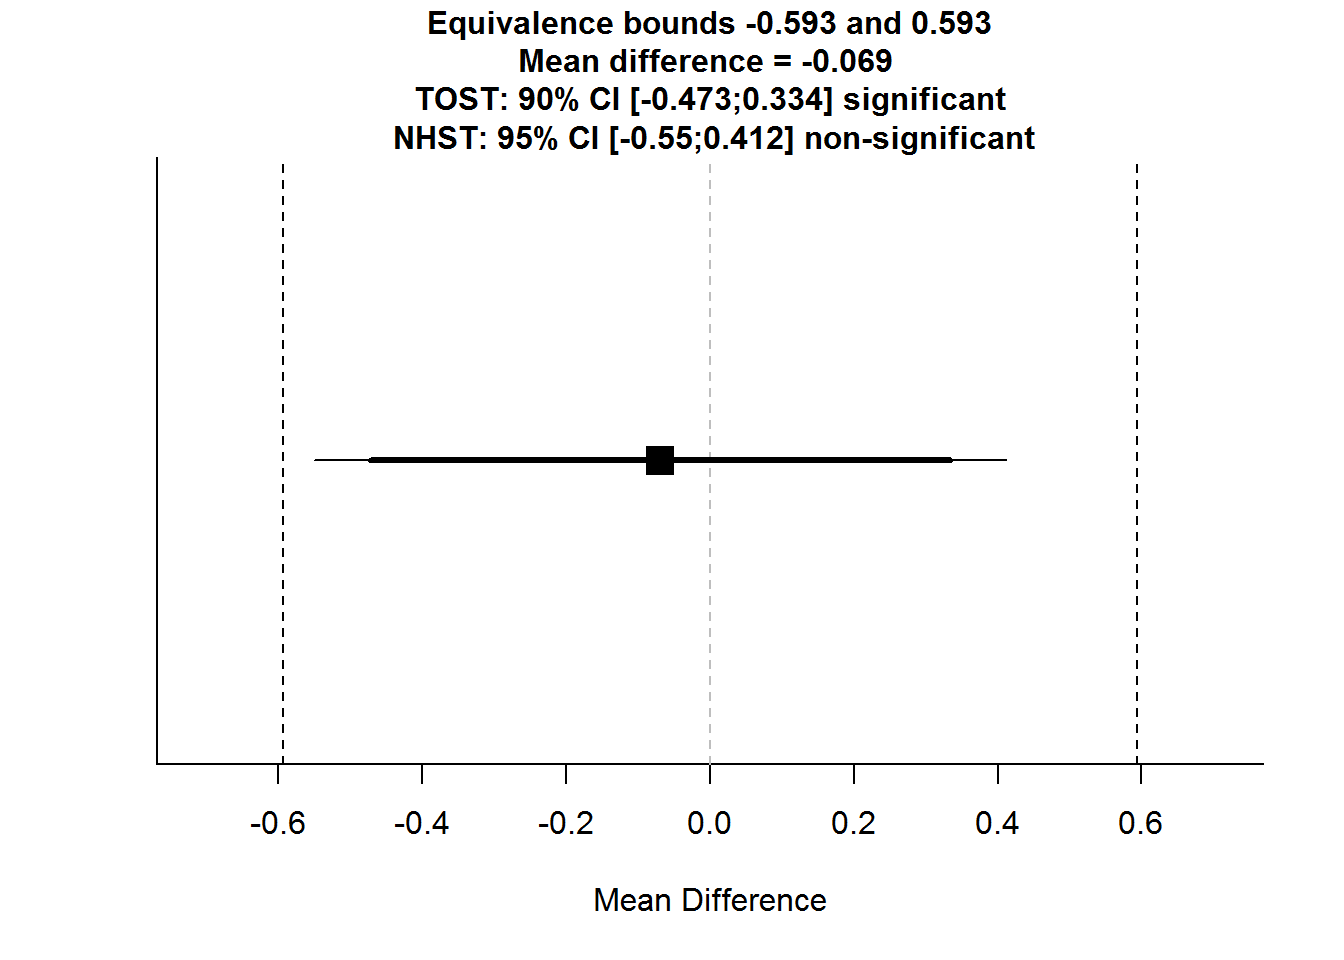 Equivalence bounds -0.593 and 0.593
Mean difference = -0.069
TOST: 90% CI [-0.473;0.334] significant
NHST: 95% CI [-0.55;0.412] non-significant
-0.6 -0.4 -0.2 0.0 0.2 0.4 0.6
Mean Difference